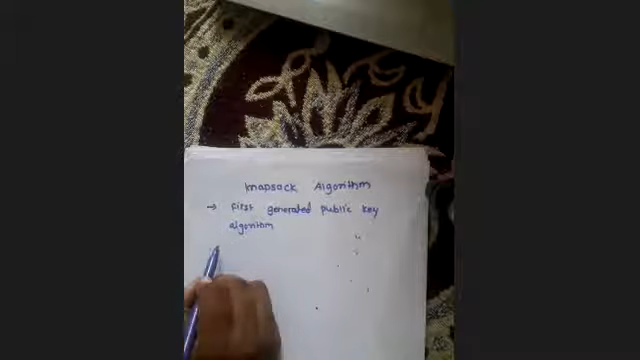 knapsack Algorithm
→ First generated public key
algorithm